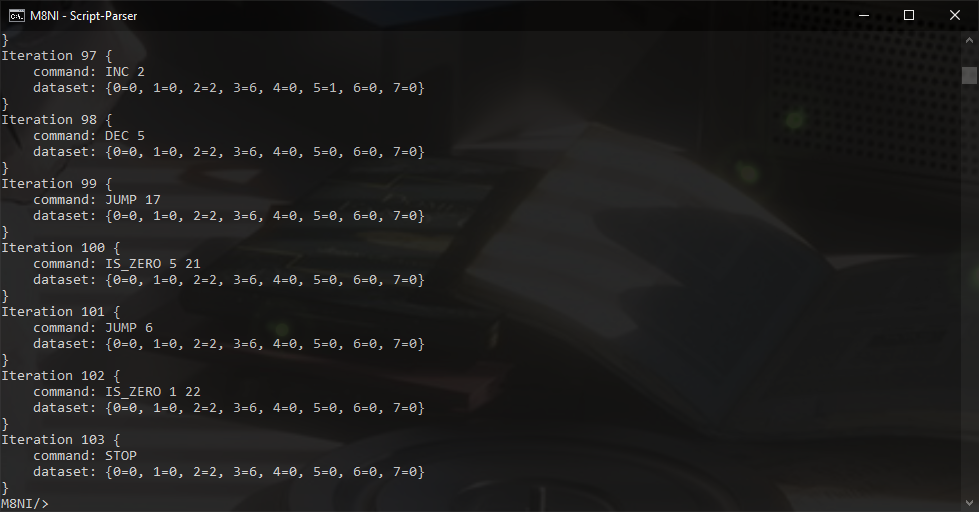 M8NI - Script-Parser
}
Iteration 97 {
    command: INC 2
    dataset: {0=0, 1=0, 2=2, 3=6, 4=0, 5=1, 6=0, 7=0}
}
Iteration 98 {
    command: DEC 5
    dataset: {0=0, 1=0, 2=2, 3=6, 4=0, 5=0, 6=0, 7=0}
}
Iteration 99 {
    command: JUMP 17
    dataset: {0=0, 1=0, 2=2, 3=6, 4=0, 5=0, 6=0, 7=0}
}
Iteration 100 {
    command: IS_ZERO 5 21
    dataset: {0=0, 1=0, 2=2, 3=6, 4=0, 5=0, 6=0, 7=0}
}
Iteration 101 {
    command: JUMP 6
    dataset: {0=0, 1=0, 2=2, 3=6, 4=0, 5=0, 6=0, 7=0}
}
Iteration 102 {
    command: IS_ZERO 1 22
    dataset: {0=0, 1=0, 2=2, 3=6, 4=0, 5=0, 6=0, 7=0}
}
Iteration 103 {
    command: STOP
    dataset: {0=0, 1=0, 2=2, 3=6, 4=0, 5=0, 6=0, 7=0}
}
M8NI/>